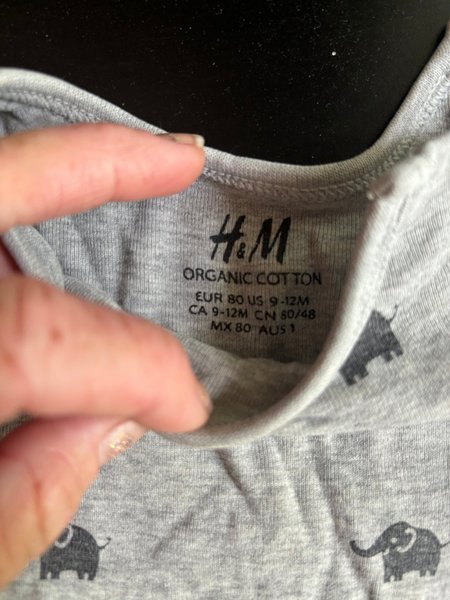 H&M
ORGANIC COTTON
EUR 80 US 9-12M
CA 9-12M CN 80/48
MX 80 AUS 1